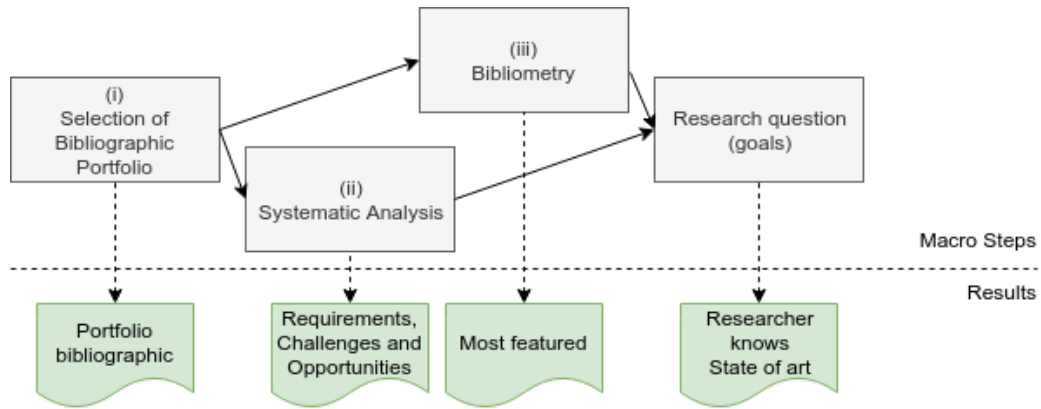 (i)
Selection of
Bibliographic
Portfolio
(ii)
Systematic Analysis
(iii)
Bibliometry
Research question
(goals)
Macro Steps
Results
Portfolio
bibliographic
Requirements,
Challenges and
Opportunities
Most featured
Researcher
knows
State of art